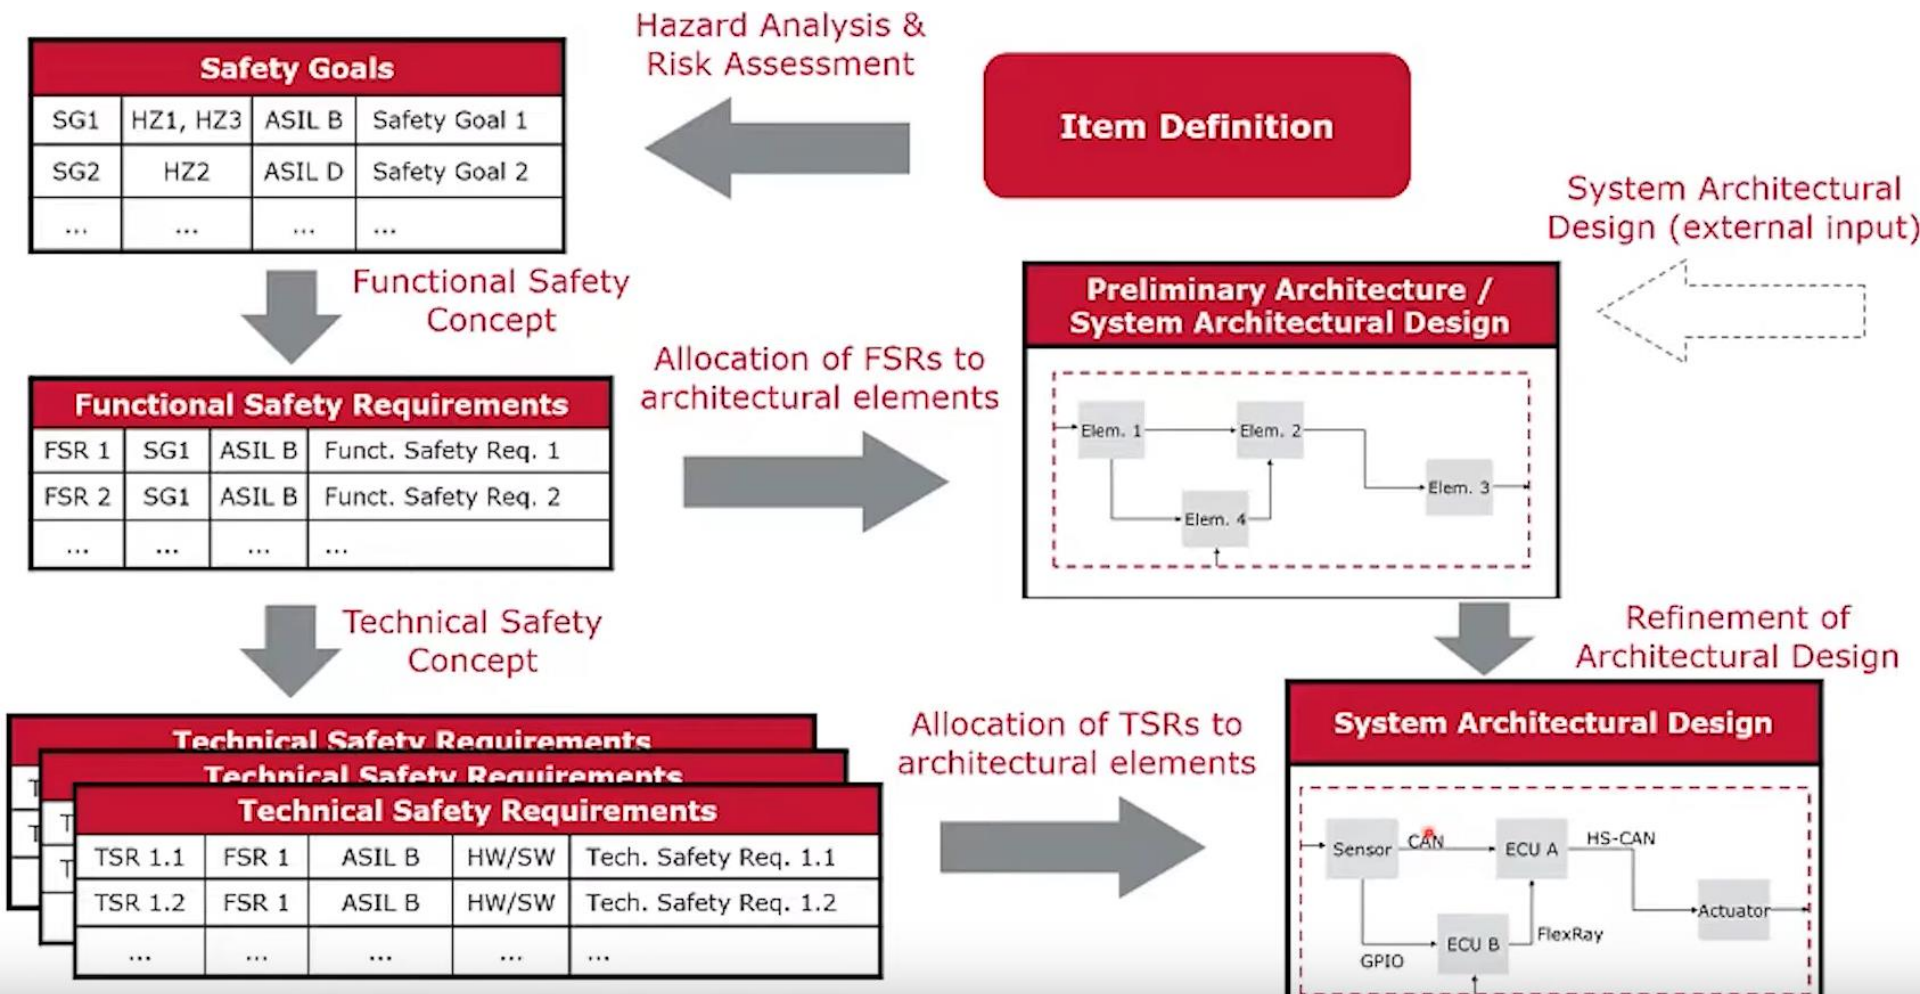 Hazard Analysis &
Risk Assessment
Safety Goals
SG1 HZ1, HZ3 ASIL B Safety Goal 1
SG2 HZ2 ASIL D Safety Goal 2
... ... ... ...
Item Definition
System Architectural
Design (external input)
Functional Safety
Concept
Preliminary Architecture /
System Architectural Design
Elem. 1
Elem. 2
Elem. 3
Elem. 4
Allocation of FSRs to
architectural elements
Functional Safety Requirements
FSR 1 SG1 ASIL B Funct. Safety Req. 1
FSR 2 SG1 ASIL B Funct. Safety Req. 2
... ... ... ...
Technical Safety
Concept
Refinement of
Architectural Design
Technical Safety Requirements
T
T
Technical Safety Requirements
T
T
Technical Safety Requirements
TSR 1.1 FSR 1 ASIL B HW/SW Tech. Safety Req. 1.1
TSR 1.2 FSR 1 ASIL B HW/SW Tech. Safety Req. 1.2
... ... ... ... ...
Allocation of TSRs to
architectural elements
System Architectural Design
Sensor
CAN
ECU A
HS-CAN
Actuator
ECU B
FlexRay
GPIO